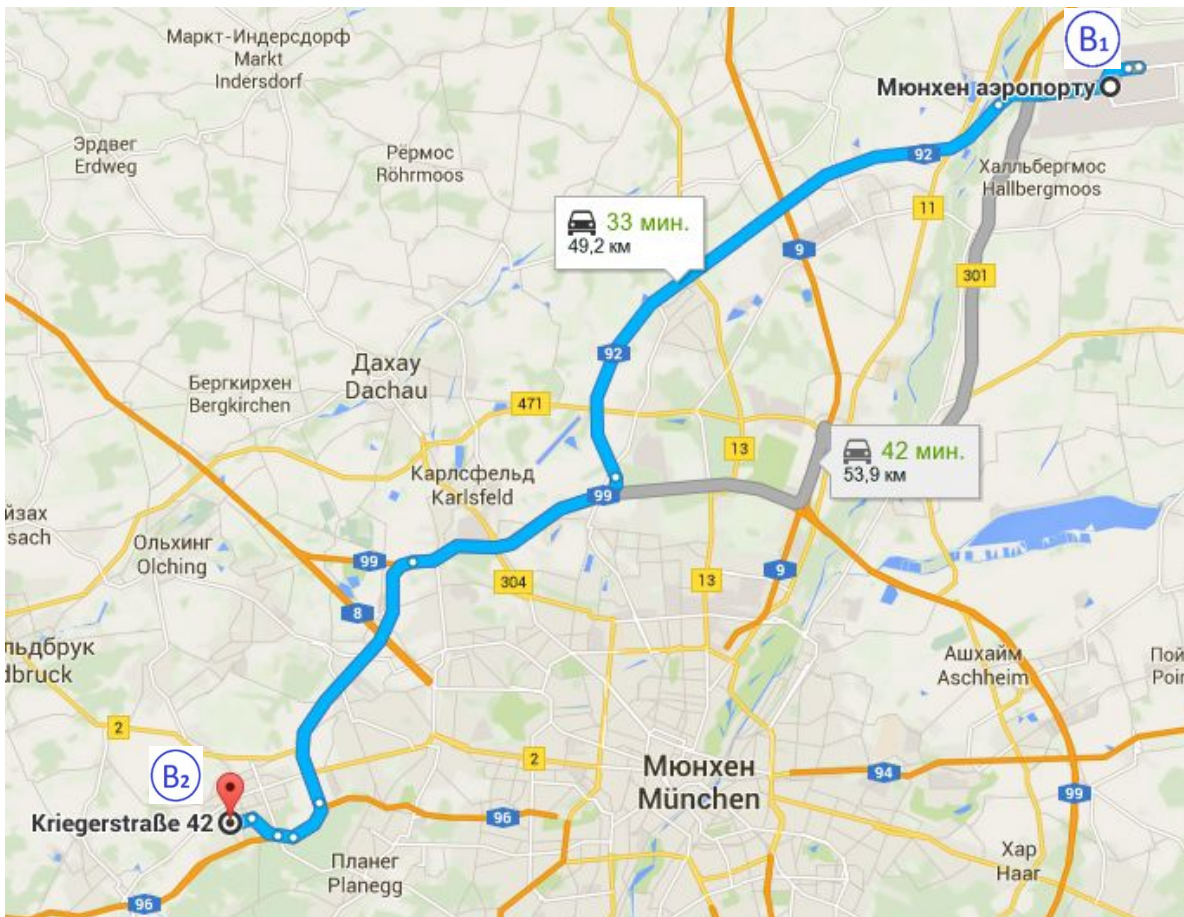 Маркт-Индерсдорф
Markt
Indersdorf
B1
Мюнхен аэропорту
Эрдвег
Erdweg
Рёрмос
Röhrmoos
92
Халльбергмос
Hallbergmoos
33 мин.
49,2 км
11
9
301
92
Дахау
Dachau
Бергкирхен
Bergkirchen
471
13
42 мин.
53,9 км
Карлсфельд
Karlsfeld
99
йзах
sach
Ольхинг
Olching
99
304
13
9
8
льдбрук
dbruck
Ашхайм
Aschheim
Пой
Poin
2
2
B2
Мюнхен
München
94
99
Kriegerstraße 42
96
Планег
Planegg
Хар
Haar
96